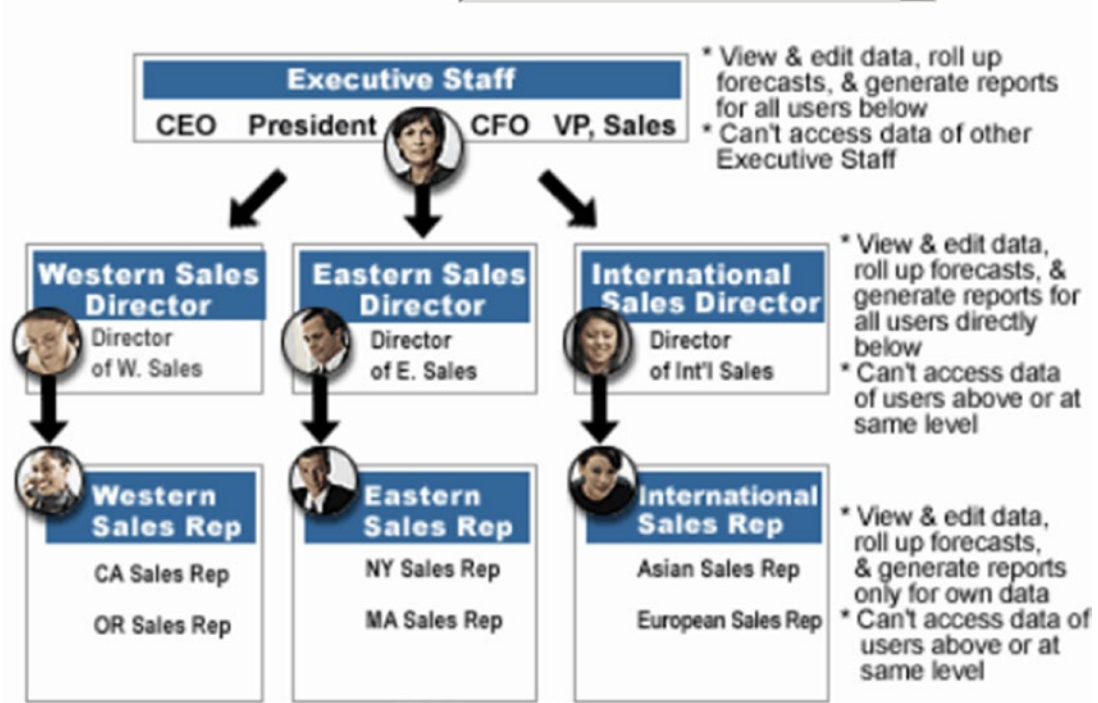 Executive Staff
CEO President CFO VP, Sales
* View & edit data, roll up
forecasts, & generate reports
for all users below
* Can't access data of other
Executive Staff
Western Sales
Director
Director
of W. Sales
Eastern Sales
Director
Director
of E. Sales
International
Sales Director
Director
of Int'l Sales
* View & edit data,
roll up forecasts, &
generate reports for
all users directly
below
* Can't access data
of users above or at
same level
Western
Sales Rep
CA Sales Rep
OR Sales Rep
Eastern
Sales Rep
NY Sales Rep
MA Sales Rep
International
Sales Rep
Asian Sales Rep
European Sales Rep
* View & edit data,
roll up forecasts,
& generate reports
only for own data
* Can't access data of
users above or at
same level